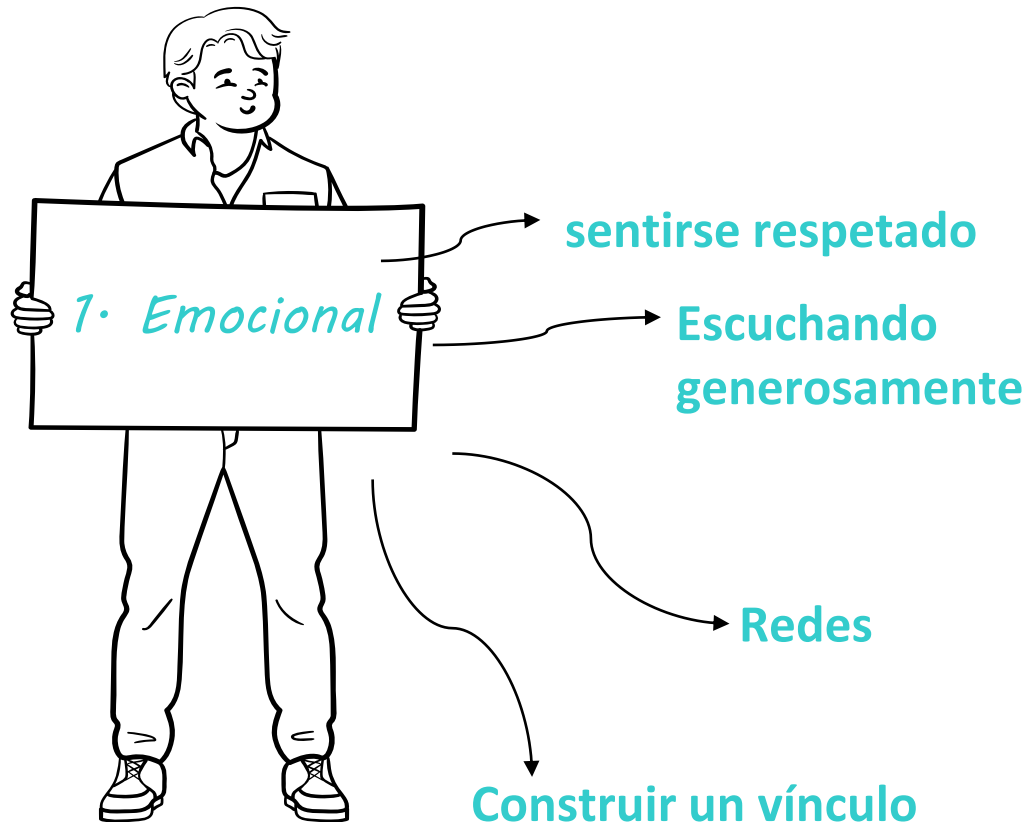 1. Emocional
sentirse respetado
Escuchando
generosamente
Redes
Construir un vínculo